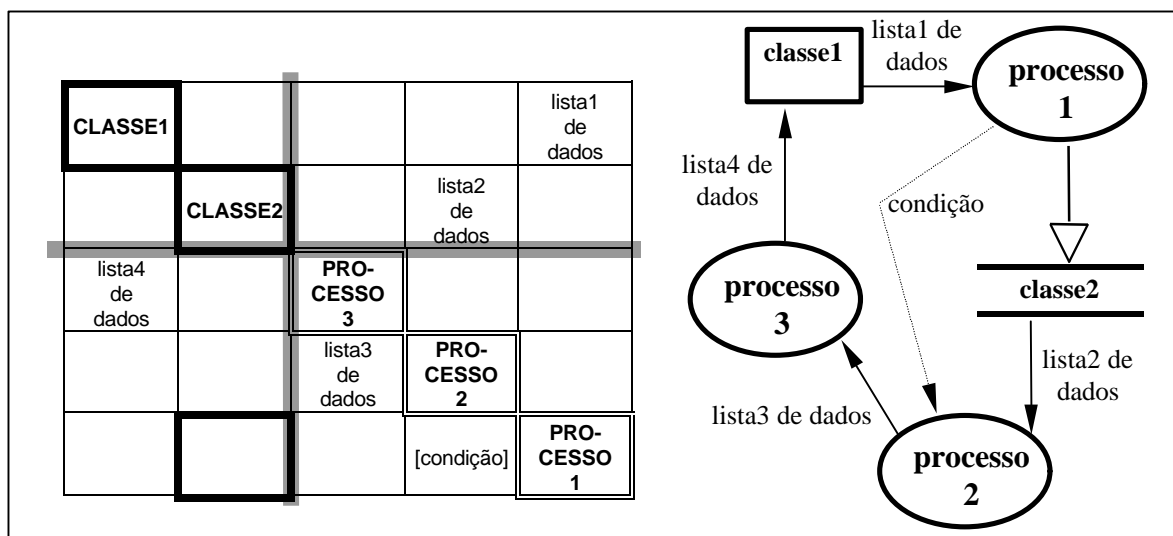 CLASSE1
lista1
de
dados
CLASSE2
lista2
de
dados
lista4
de
dados
PRO-
CESSO
3
lista3
de
dados
PRO-
CESSO
2
[condição]
PRO-
CESSO
1
classe1
lista1 de
dados
processo
1
lista4 de
dados
condição
processo
3
classe2
lista2 de
dados
lista3 de dados
processo
2